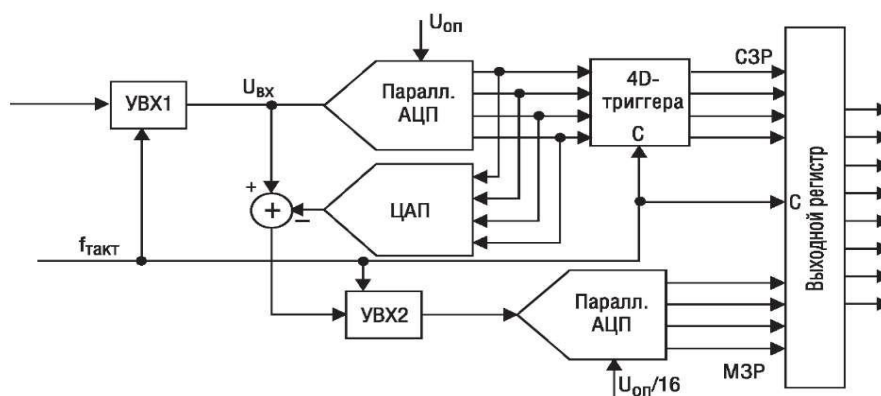 Uоп
УВХ1
Uвх
Паралл.
АЦП
4D-
триггера
С
СЗР
+
+
–
ЦАП
С
Выходной регистр
fтакт
УВХ2
Паралл.
АЦП
МЗР
Uоп/16